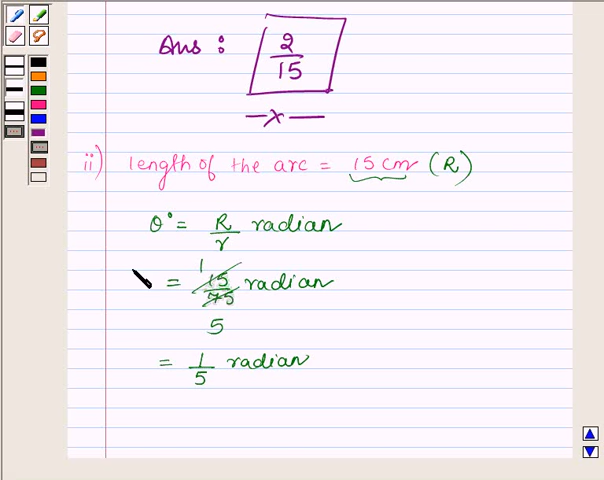 Ans : 2/15
—x—
ii) length of the arc = 15 cm (R)
θ° = R/r radian
= 15/75 radian
1
5
= 1/5 radian